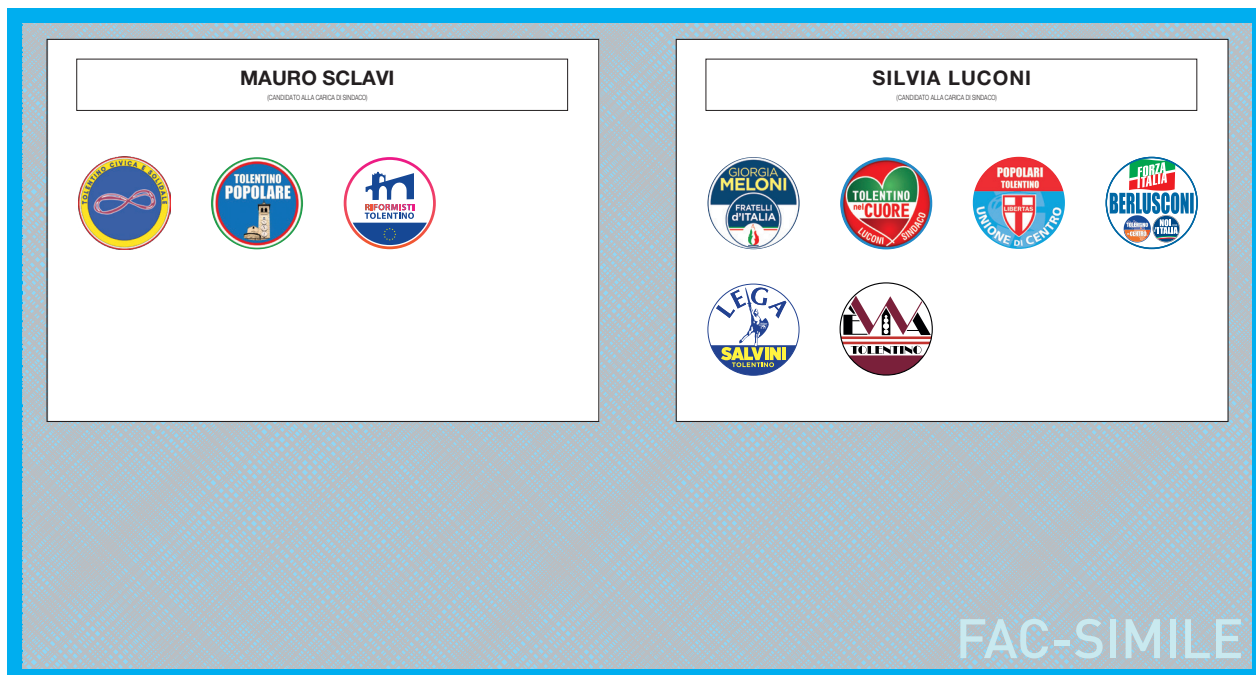 MAURO SCLAVI
(CANDIDATO ALLA CARICA DI SINDACO)
TOLENTINO CIVICA E SOLIDALE
TOLENTINO
POPOLARE
RIFORMISTI
TOLENTINO
SILVIA LUCONI
(CANDIDATO ALLA CARICA DI SINDACO)
GIORGIA
MELONI
FRATELLI
d'ITALIA
TOLENTINO
nel CUORE
LUCONI SINDACO
POPOLARI
TOLENTINO
LIBERTAS
UNIONE DI CENTRO
FORZA
ITALIA
BERLUSCONI
NOI
ITALIA
LEGA
SALVINI
TOLENTINO
ÈVIVA
TOLENTINO
FAC-SIMILE